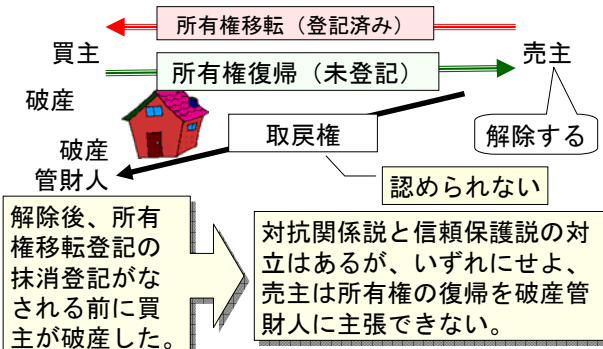 所有権移転（登記済み）
買主
売主
所有権復帰（未登記）
破産
取戻権
解除する
破産
管財人
認められない
解除後、所有
権移転登記の
抹消登記がな
される前に買
主が破産した。
対抗関係説と信頼保護説の対
立はあるが、いずれにせよ、
売主は所有権の復帰を破産管
財人に主張できない。